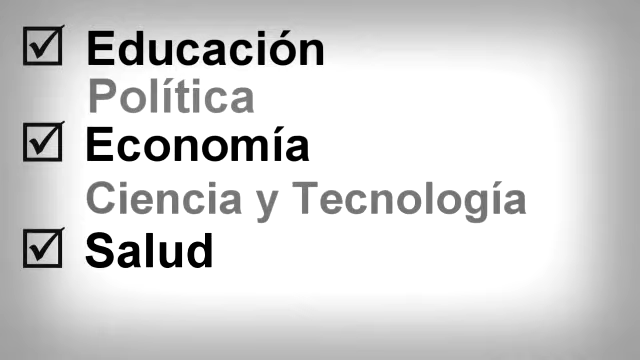 Educación
Política
Economía
Ciencia y Tecnología
Salud